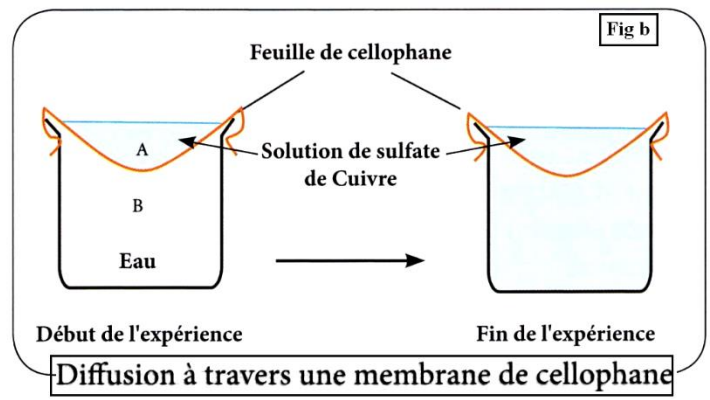 Fig b
Feuille de cellophane
A
Solution de sulfate
de Cuivre
B
Eau
Début de l'expérience
Fin de l'expérience
Diffusion à travers une membrane de cellophane